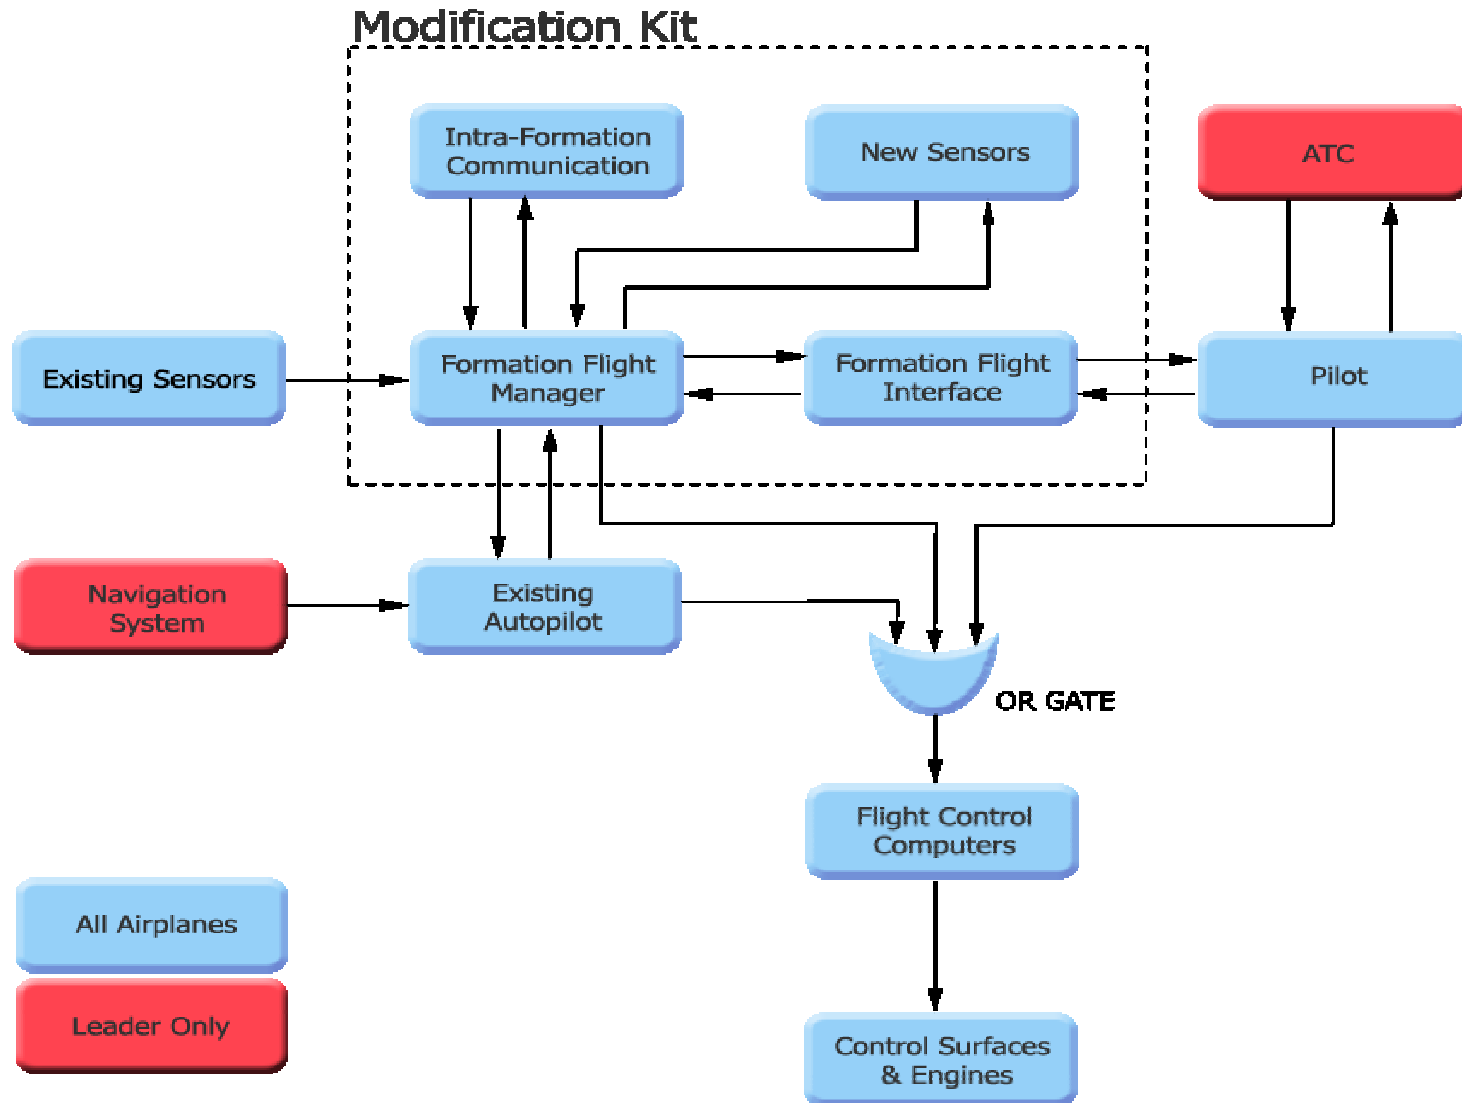 Modification Kit
Intra-Formation
Communication
New Sensors
ATC
Existing Sensors
Formation Flight
Manager
Formation Flight
Interface
Pilot
Navigation
System
Existing
Autopilot
OR GATE
Flight Control
Computers
All Airplanes
Leader Only
Control Surfaces
& Engines